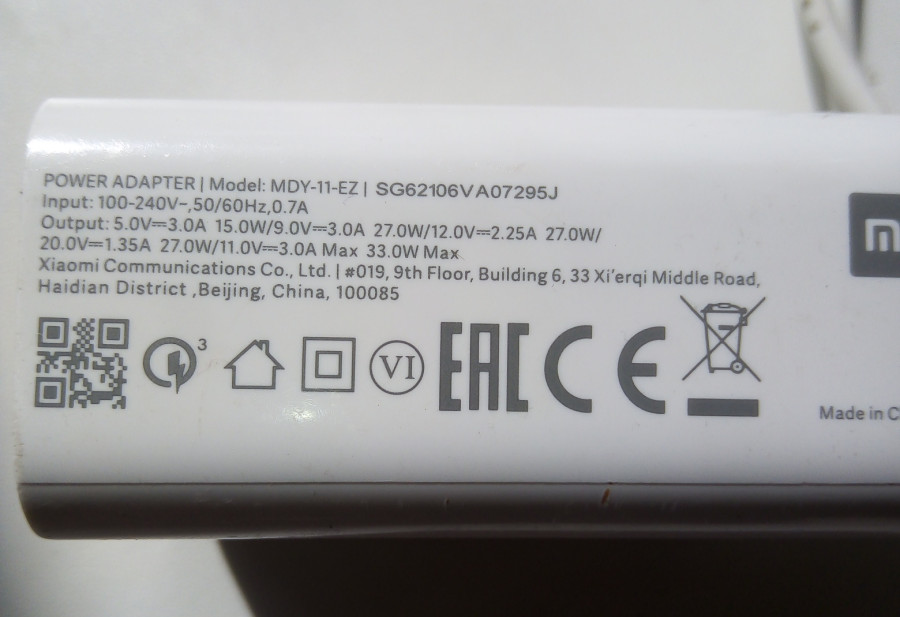 POWER ADAPTER | Model: MDY-11-EZ | SG62106VA07295J
Input: 100-240V~,50/60Hz,0.7A
Output: 5.0V⎓3.0A 15.0W/9.0V⎓3.0A 27.0W/12.0V⎓2.25A 27.0W/
20.0V⎓1.35A 27.0W/11.0V⎓3.0A Max 33.0W Max
Xiaomi Communications Co., Ltd. | #019, 9th Floor, Building 6, 33 Xi'erqi Middle Road,
Haidian District ,Beijing, China, 100085
3
VI
EAC
CE
Made in